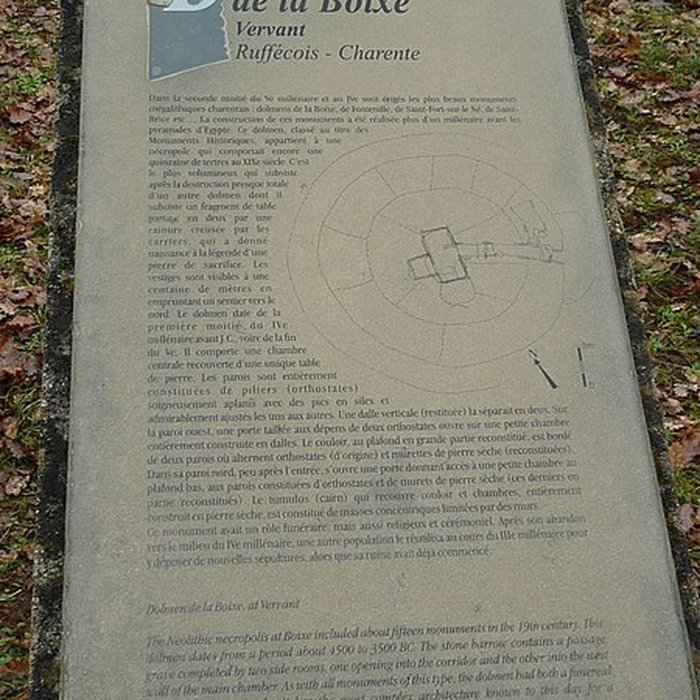 de la Boixe
Vervant
Ruffécois - Charente
Dans la seconde moitié du Ve millénaire et au IVe sont érigés les plus beaux monuments
mégalithiques charentais : dolmens de la Boixe, de Fontenille, de Saint-Fort-sur le Né, de Saint-
Brice etc... La construction de ces monuments a été réalisée plus d'un millénaire avant les
pyramides d'Egypte. Ce dolmen, classé au titre des
Monuments Historiques, appartient à une
nécropole qui comportait encore une
quinzaine de tertres au XIXe siècle. C'est
le plus volumineux qui subsiste
après la destruction presque totale
d'un autre dolmen dont il
subsiste un fragment de table
partagé en deux par une
rainure creusée par les
carriers, qui a donné
naissance à la légende d'une
pierre de sacrifice. Les
vestiges sont visibles à une
centaine de mètres en
empruntant un sentier vers le
nord. Le dolmen date de la
première moitié du IVe
millénaire avant J.C., voire de la fin
du Ve. Il comporte une chambre
centrale recouverte d'une unique table
de pierre. Les parois sont entièrement
constituées de piliers (orthostates)
soigneusement aplanis avec des pics en silex et
admirablement ajustés les uns aux autres. Une dalle verticale (restituée) la séparait en deux. Sur
la paroi ouest, une porte taillée aux dépens de deux orthostates ouvre sur une petite chambre
entièrement construite en dalles. Le couloir, au plafond en grande partie reconstitué, est bordé
de deux parois où alternent orthostates (d'origine) et murettes de pierre sèche (reconstituées).
Dans sa paroi nord, peu après l'entrée, s'ouvre une porte donnant accès à une petite chambre au
plafond bas, aux parois constituées d'orthostates et de murets de pierre sèche (ces derniers en
partie reconstitués). Le tumulus (cairn) qui recouvre couloir et chambres, entièrement
construit en pierre sèche, est constitué de masses concentriques limitées par des murs.
Ce monument avait un rôle funéraire, mais aussi religieux et cérémoniel. Après son abandon
vers le milieu du IVe millénaire, une autre population le réutilisa au cours du IIIe millénaire pour
y déposer de nouvelles sépultures, alors que sa ruine avait déjà commencé.
Dolmen de la Boixe, at Vervant
The Neolithic necropolis at Boixe included about fifteen monuments in the 19th century. This
dolmen dates from a period about 4500 to 3500 BC. The stone barrow contains a passage
grave completed by two side rooms, one opening into the corridor and the other into the west
wall of the main chamber. As with all monuments of this type, the dolmen had both a funereal
complex architecture known to this day from